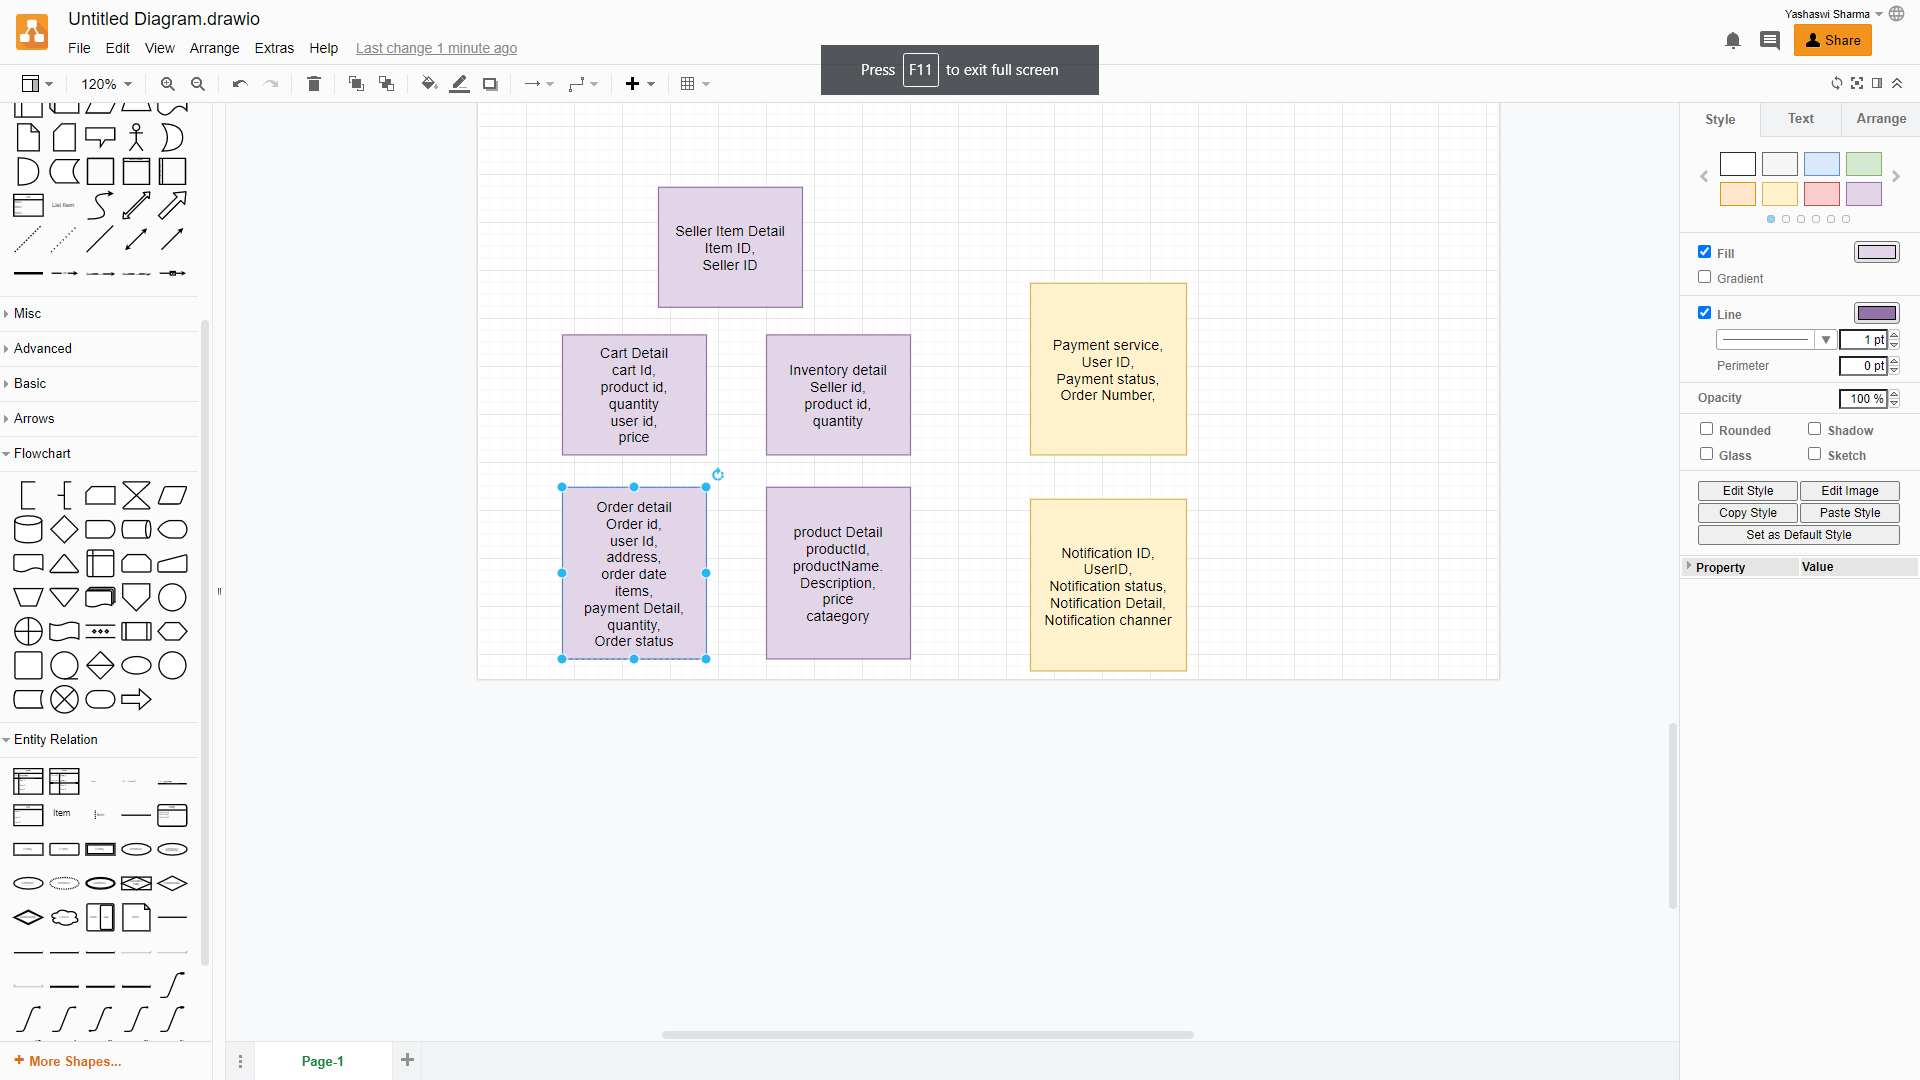 Untitled Diagram.drawio
Yashaswi Sharma
File Edit View Arrange Extras Help Last change 1 minute ago
Share
Press F11 to exit full screen
120%
Style Text Arrange
List Item
Misc
Advanced
Basic
Arrows
Flowchart
Entity Relation
Item
More Shapes...
Seller Item Detail
Item ID,
Seller ID
Cart Detail
cart Id,
product id,
quantity
user id,
price
Inventory detail
Seller id,
product id,
quantity
Payment service,
User ID,
Payment status,
Order Number,
Order detail
Order id,
user Id,
address,
order date
items,
payment Detail,
quantity,
Order status
product Detail
productId,
productName.
Description,
price
cataegory
Notification ID,
UserID,
Notification status,
Notification Detail,
Notification channer
Fill
Gradient
Line
1 pt
Perimeter 0 pt
Opacity 100 %
Rounded Shadow
Glass Sketch
Edit Style Edit Image
Copy Style Paste Style
Set as Default Style
Property Value
Page-1